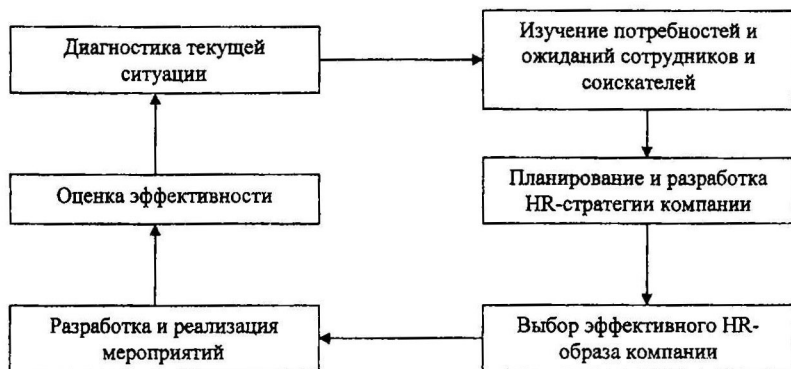 Диагностика текущей
ситуации
Изучение потребностей и
ожиданий сотрудников и
соискателей
Оценка эффективности
Планирование и разработка
HR-стратегии компании
Разработка и реализация
мероприятий
Выбор эффективного HR-
образа компании